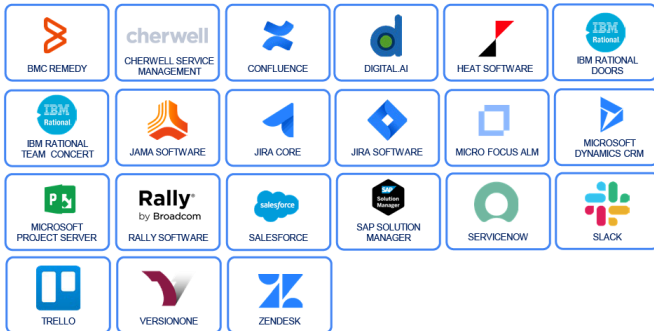 BMC REMEDY
cherwell
CHERWELL SERVICE
MANAGEMENT
CONFLUENCE
d
DIGITAL.AI
HEAT SOFTWARE
IBM
Rational
IBM RATIONAL
DOORS
IBM
Rational
IBM RATIONAL
TEAM CONCERT
JAMA SOFTWARE
JIRA CORE
JIRA SOFTWARE
MICRO FOCUS ALM
MICROSOFT
DYNAMICS CRM
P
MICROSOFT
PROJECT SERVER
Rally
by Broadcom
RALLY SOFTWARE
salesforce
SALESFORCE
SAP
Solution
Manager
SAP SOLUTION
MANAGER
SERVICENOW
SLACK
TRELLO
VERSIONONE
ZENDESK